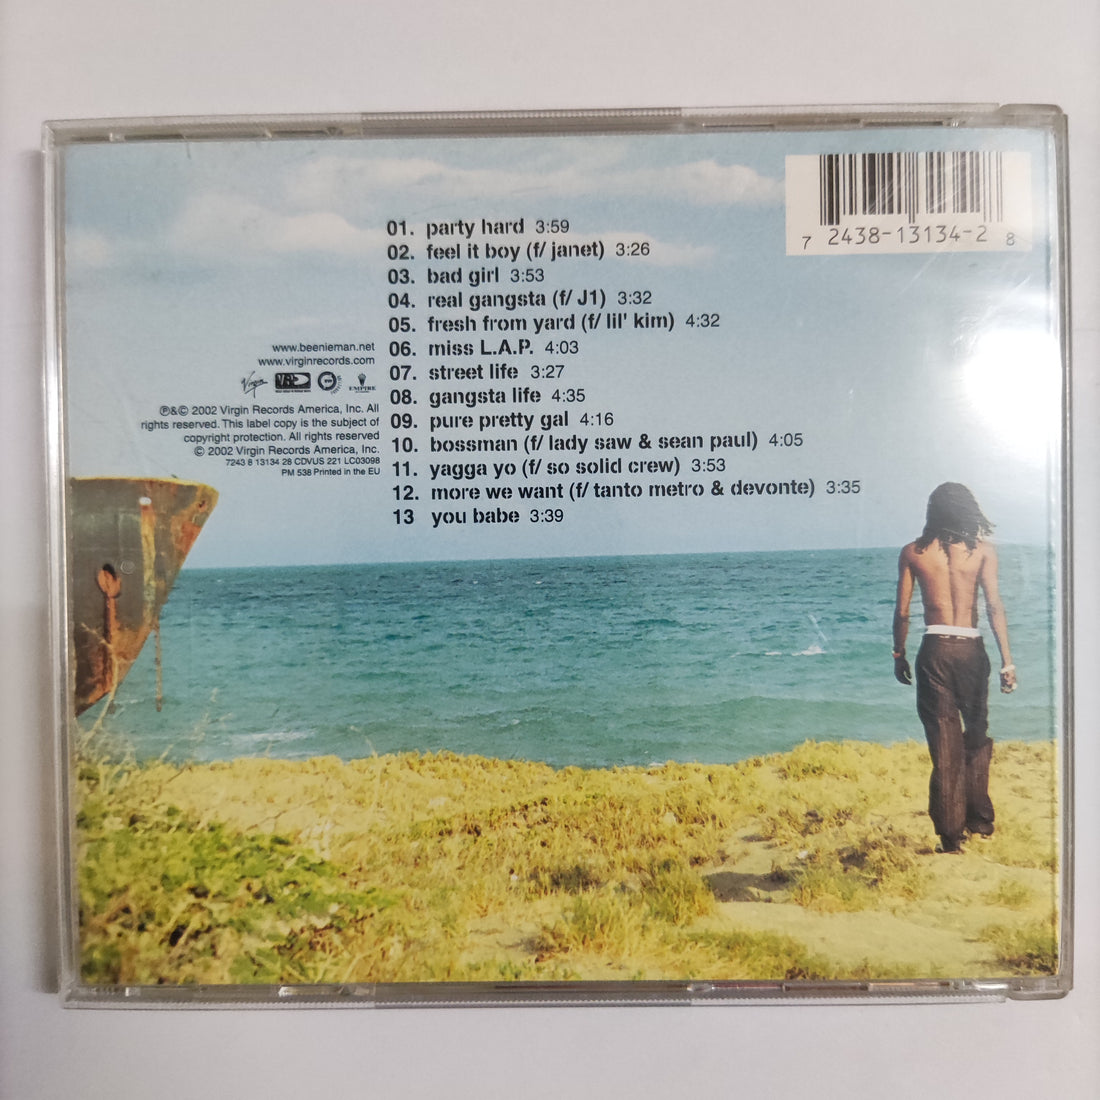 01. party hard 3:59
02. feel it boy (f/ janet) 3:26
03. bad girl 3:53
04. real gangsta (f/ J1) 3:32
05. fresh from yard (f/ lil' kim) 4:32
06. miss L.A.P. 4:03
07. street life 3:27
08. gangsta life 4:35
09. pure pretty gal 4:16
10. bossman (f/ lady saw & sean paul) 4:05
11. yagga yo (f/ so solid crew) 3:53
12. more we want (f/ tanto metro & devonte) 3:35
13 you babe 3:39
7 2438-13134-2 8
www.beenieman.net
www.virginrecords.com
Virgin
EMPIRE
℗&© 2002 Virgin Records America, Inc. All
rights reserved. This label copy is the subject of
copyright protection. All rights reserved
© 2002 Virgin Records America, Inc.
7243 8 13134 28 CDVUS 221 LC03098
PM 538 Printed in the EU